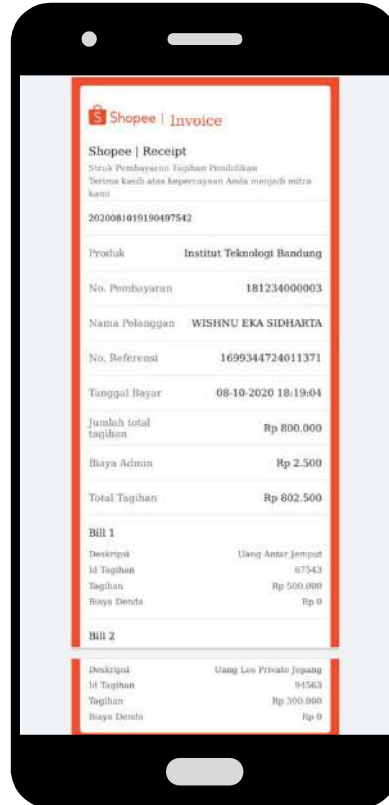 Shopee | Invoice
Shopee | Receipt
Struk Pembayaran Tagihan Pendidikan
Terima kasih atas kepercayaan Anda menjadi mitra
kami
2020081019190497542
Produk Institut Teknologi Bandung
No. Pembayaran 181234000003
Nama Pelanggan WISHNU EKA SIDHARTA
No. Referensi 1699344724011371
Tanggal Bayar 08-10-2020 18:19:04
Jumlah total
tagihan Rp 800.000
Biaya Admin Rp 2.500
Total Tagihan Rp 802.500
Bill 1
Deskripsi Uang Antar Jemput
Id Tagihan 67543
Tagihan Rp 500.000
Biaya Denda Rp 0
Bill 2
Deskripsi Uang Les Private Jepang
Id Tagihan 94563
Tagihan Rp 300.000
Biaya Denda Rp 0